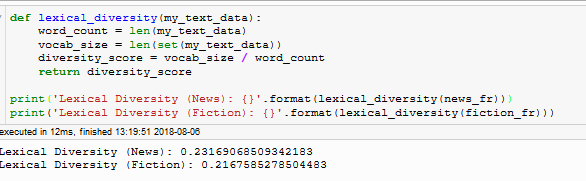 def lexical_diversity(my_text_data):
    word_count = len(my_text_data)
    vocab_size = len(set(my_text_data))
    diversity_score = vocab_size / word_count
    return diversity_score
print('Lexical Diversity (News): {}'.format(lexical_diversity(news_fr)))
print('Lexical Diversity (Fiction): {}'.format(lexical_diversity(fiction_fr)))
executed in 12ms, finished 13:19:51 2018-08-06
Lexical Diversity (News): 0.23169068509342183
Lexical Diversity (Fiction): 0.2167585278504483